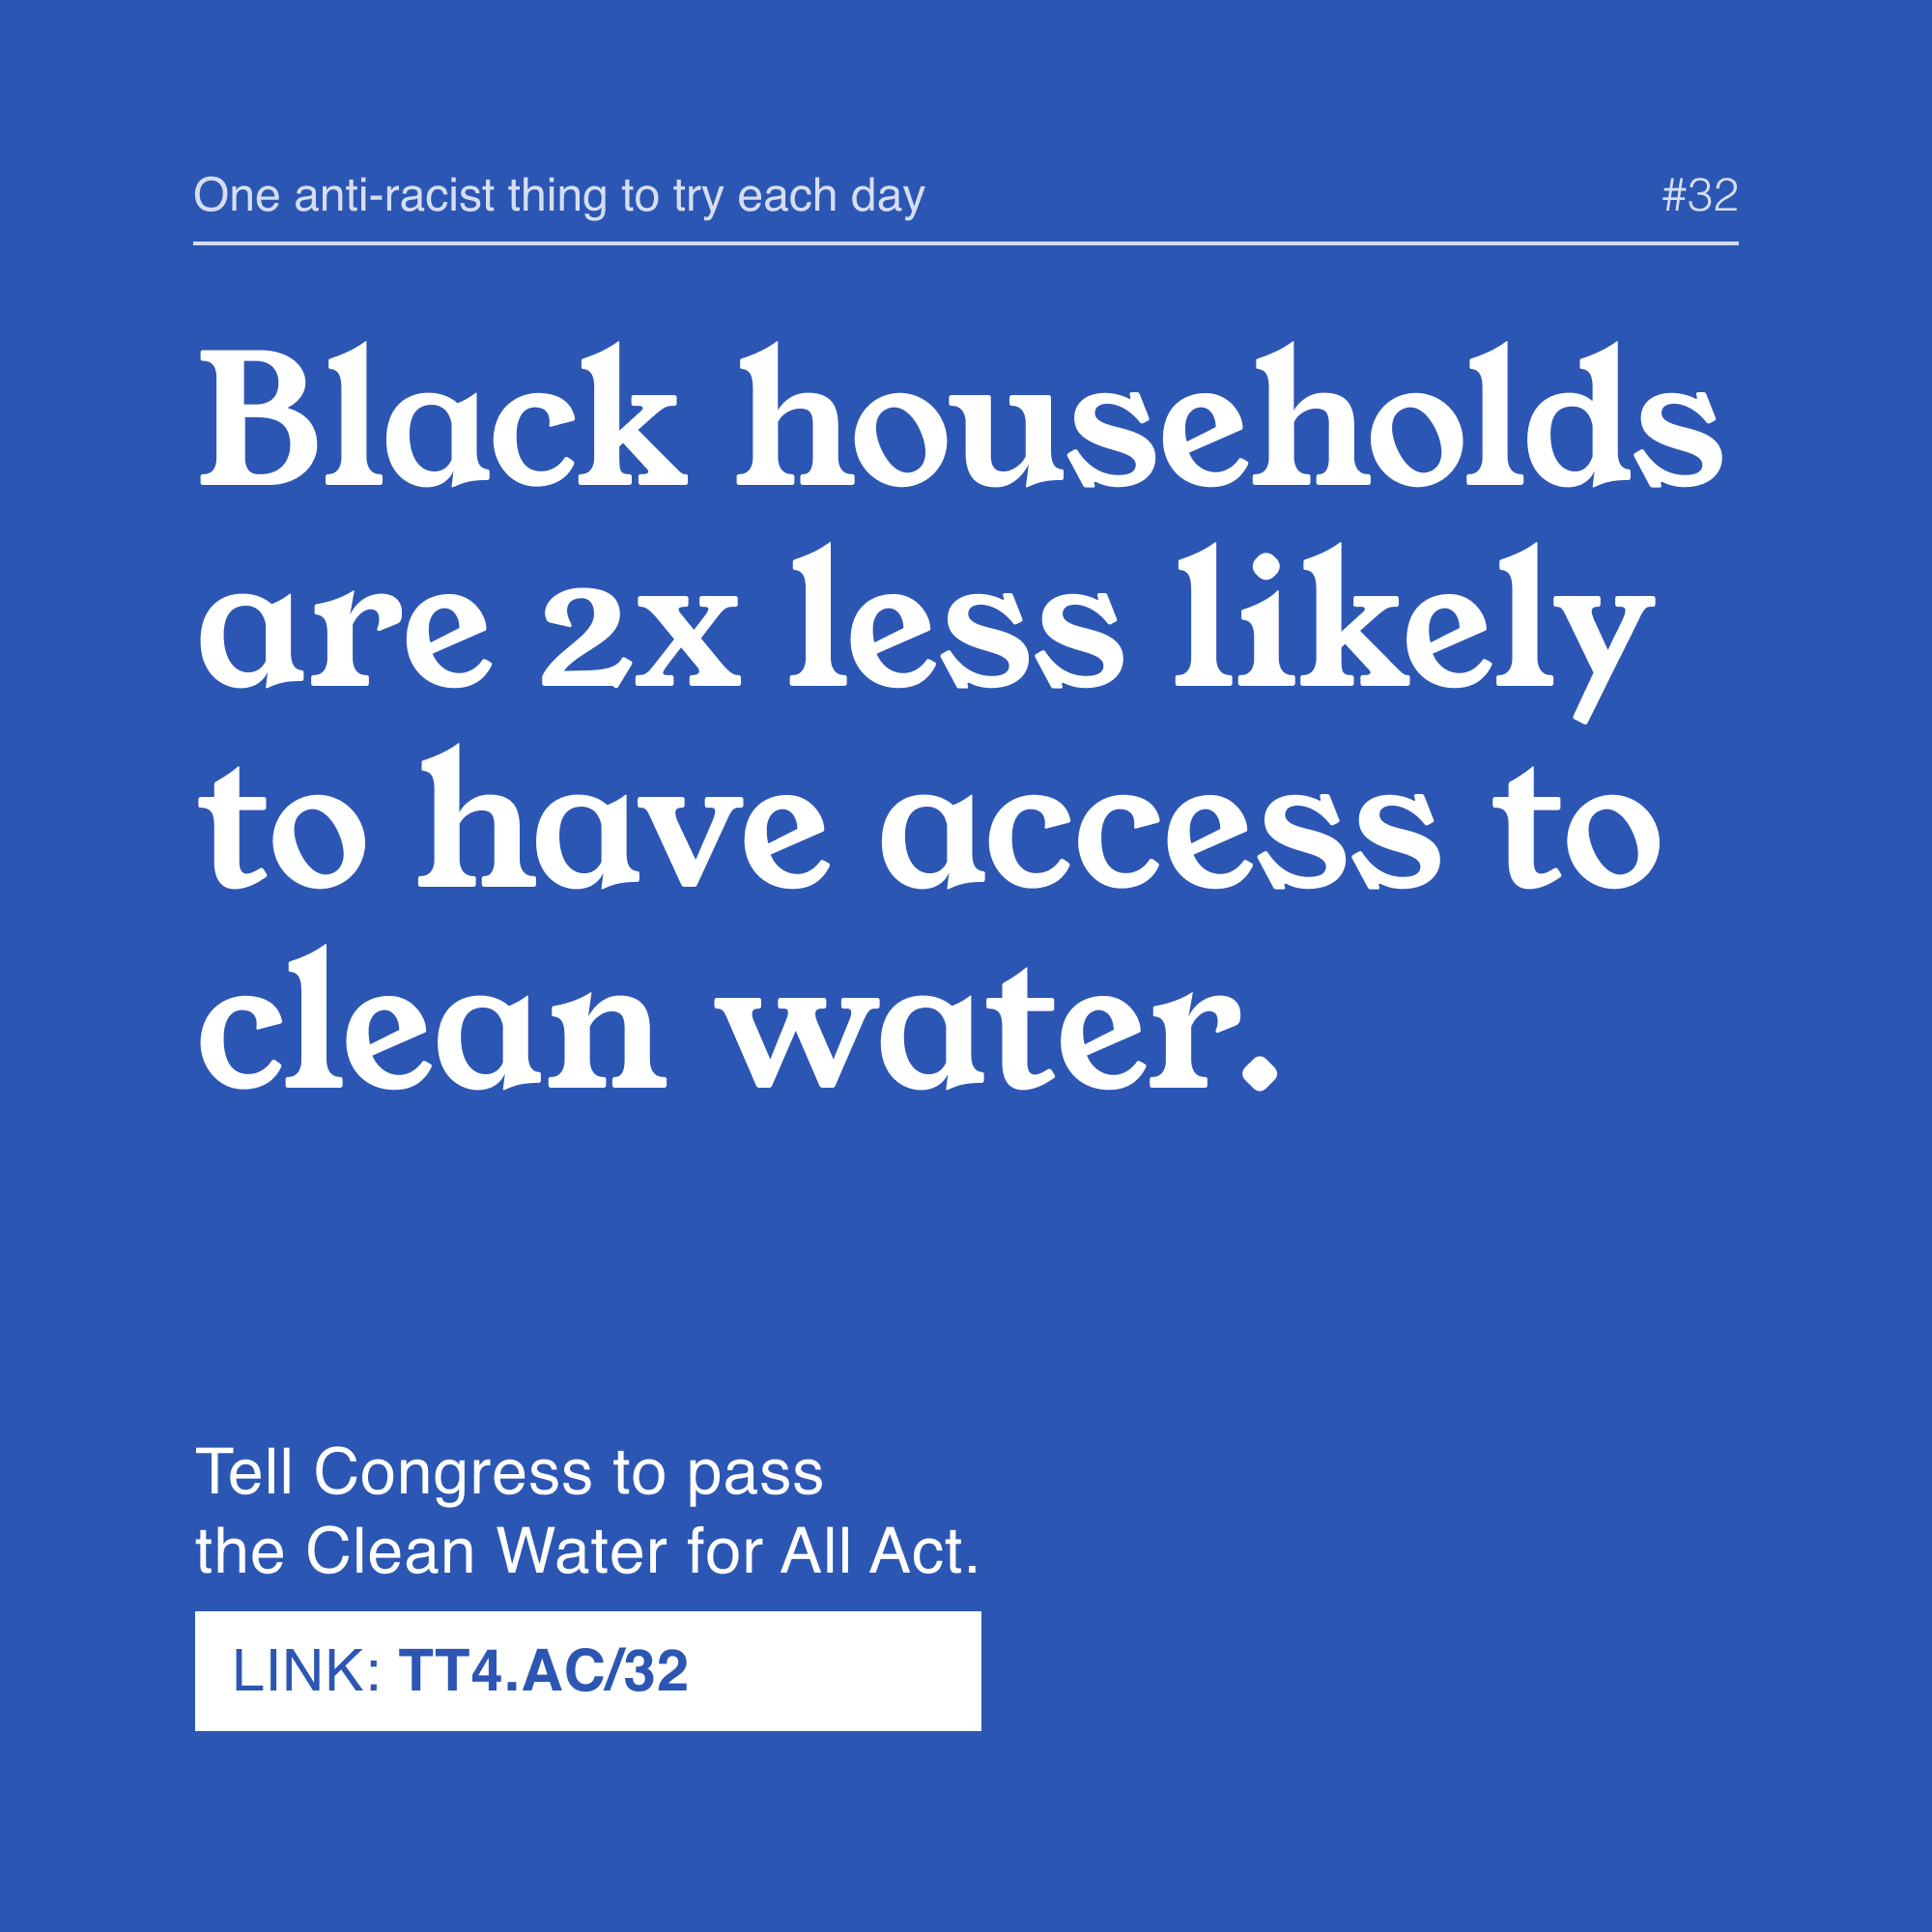 One anti-racist thing to try each day #32
Black households
are 2x less likely
to have access to
clean water.
Tell Congress to pass
the Clean Water for All Act.
LINK: TT4.AC/32